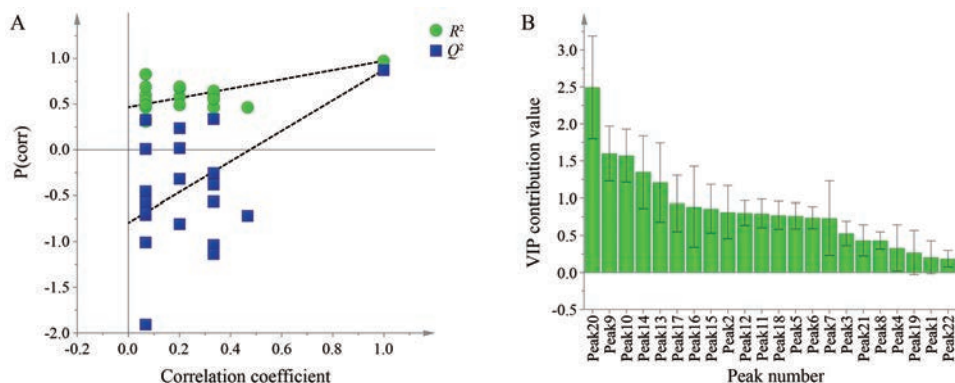 A
R²
Q²
1.0
0.5
0.0
-0.5
-1.0
-1.5
-2.0
P(corr)
-0.2 0.0 0.2 0.4 0.6 0.8 1.0
Correlation coefficient
B
3.0
2.5
2.0
1.5
1.0
0.5
0.0
-0.5
VIP contribution value
Peak20
Peak9
Peak10
Peak14
Peak13
Peak17
Peak16
Peak15
Peak2
Peak12
Peak11
Peak18
Peak5
Peak6
Peak7
Peak3
Peak21
Peak8
Peak4
Peak19
Peak1
Peak22
Peak number